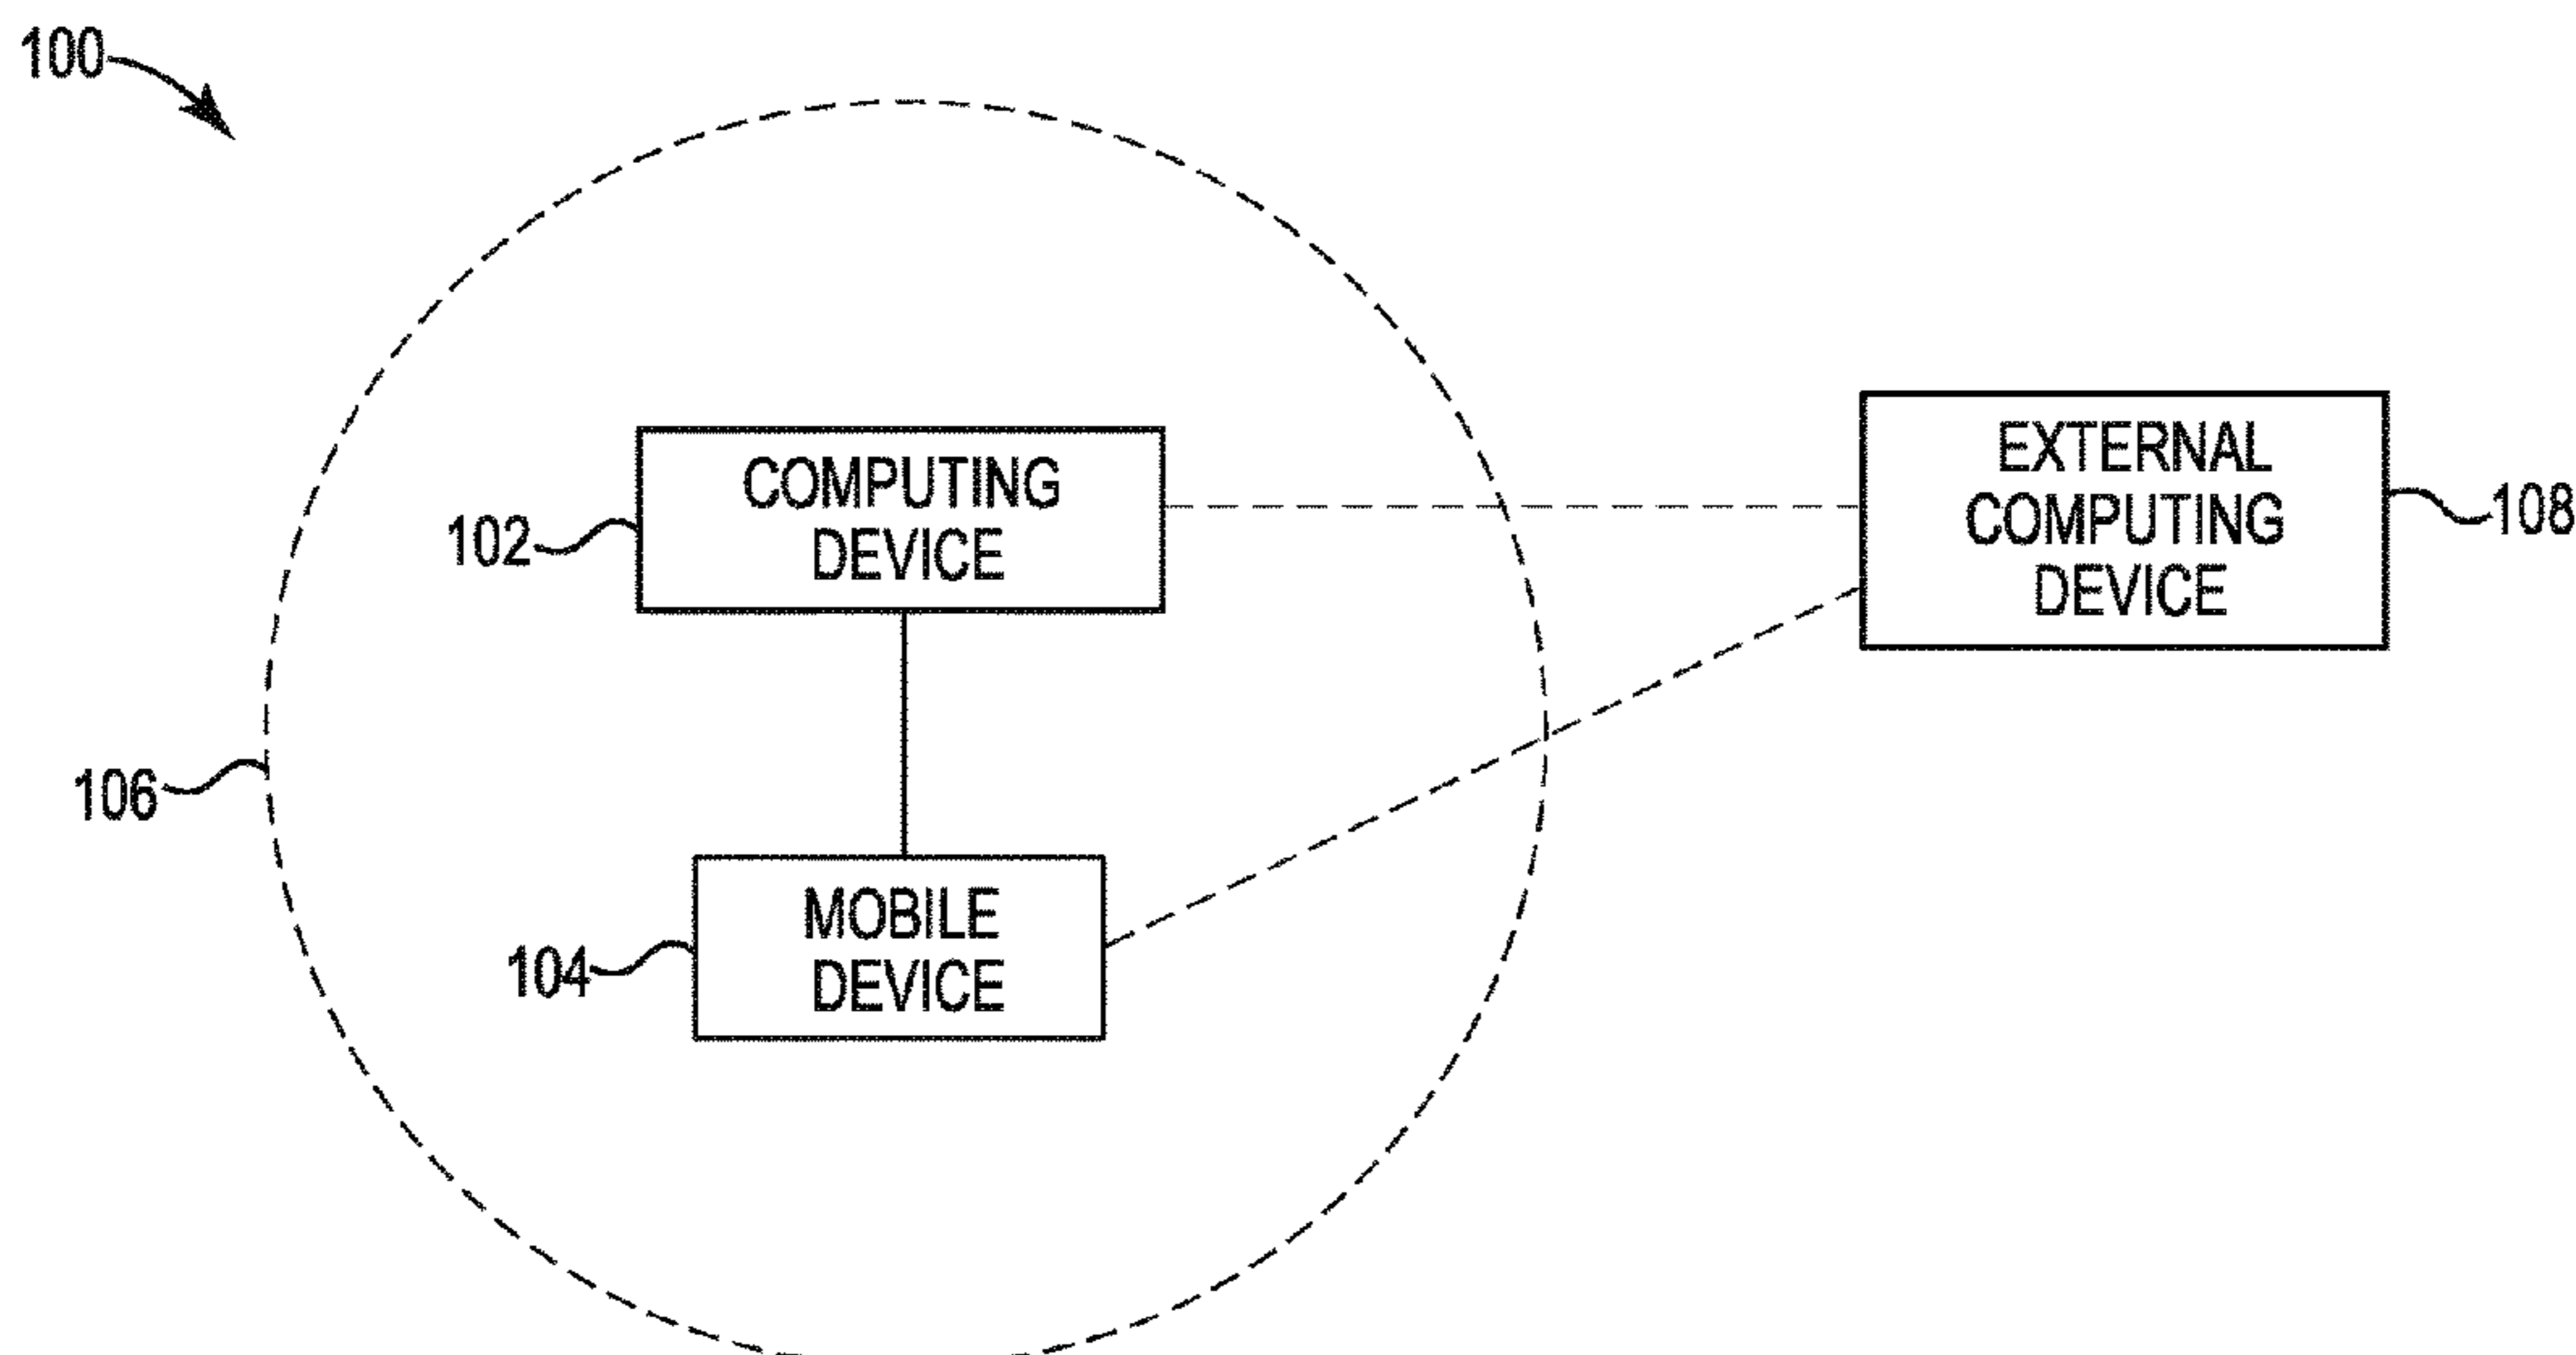 100
COMPUTING
DEVICE
102
EXTERNAL
COMPUTING
DEVICE
108
106
MOBILE
DEVICE
104